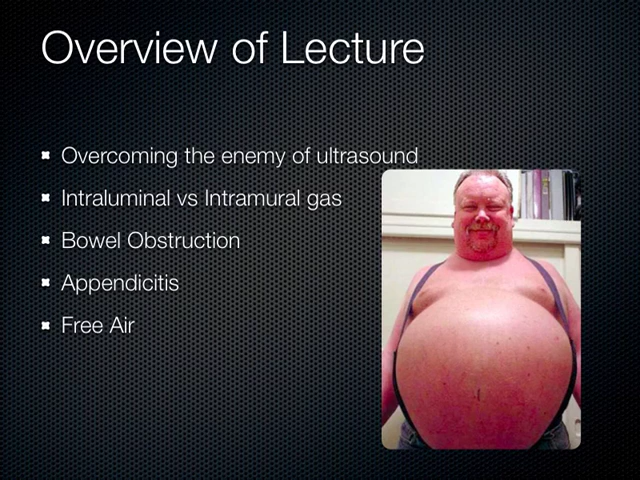 Overview of Lecture
Overcoming the enemy of ultrasound
Intraluminal vs Intramural gas
Bowel Obstruction
Appendicitis
Free Air